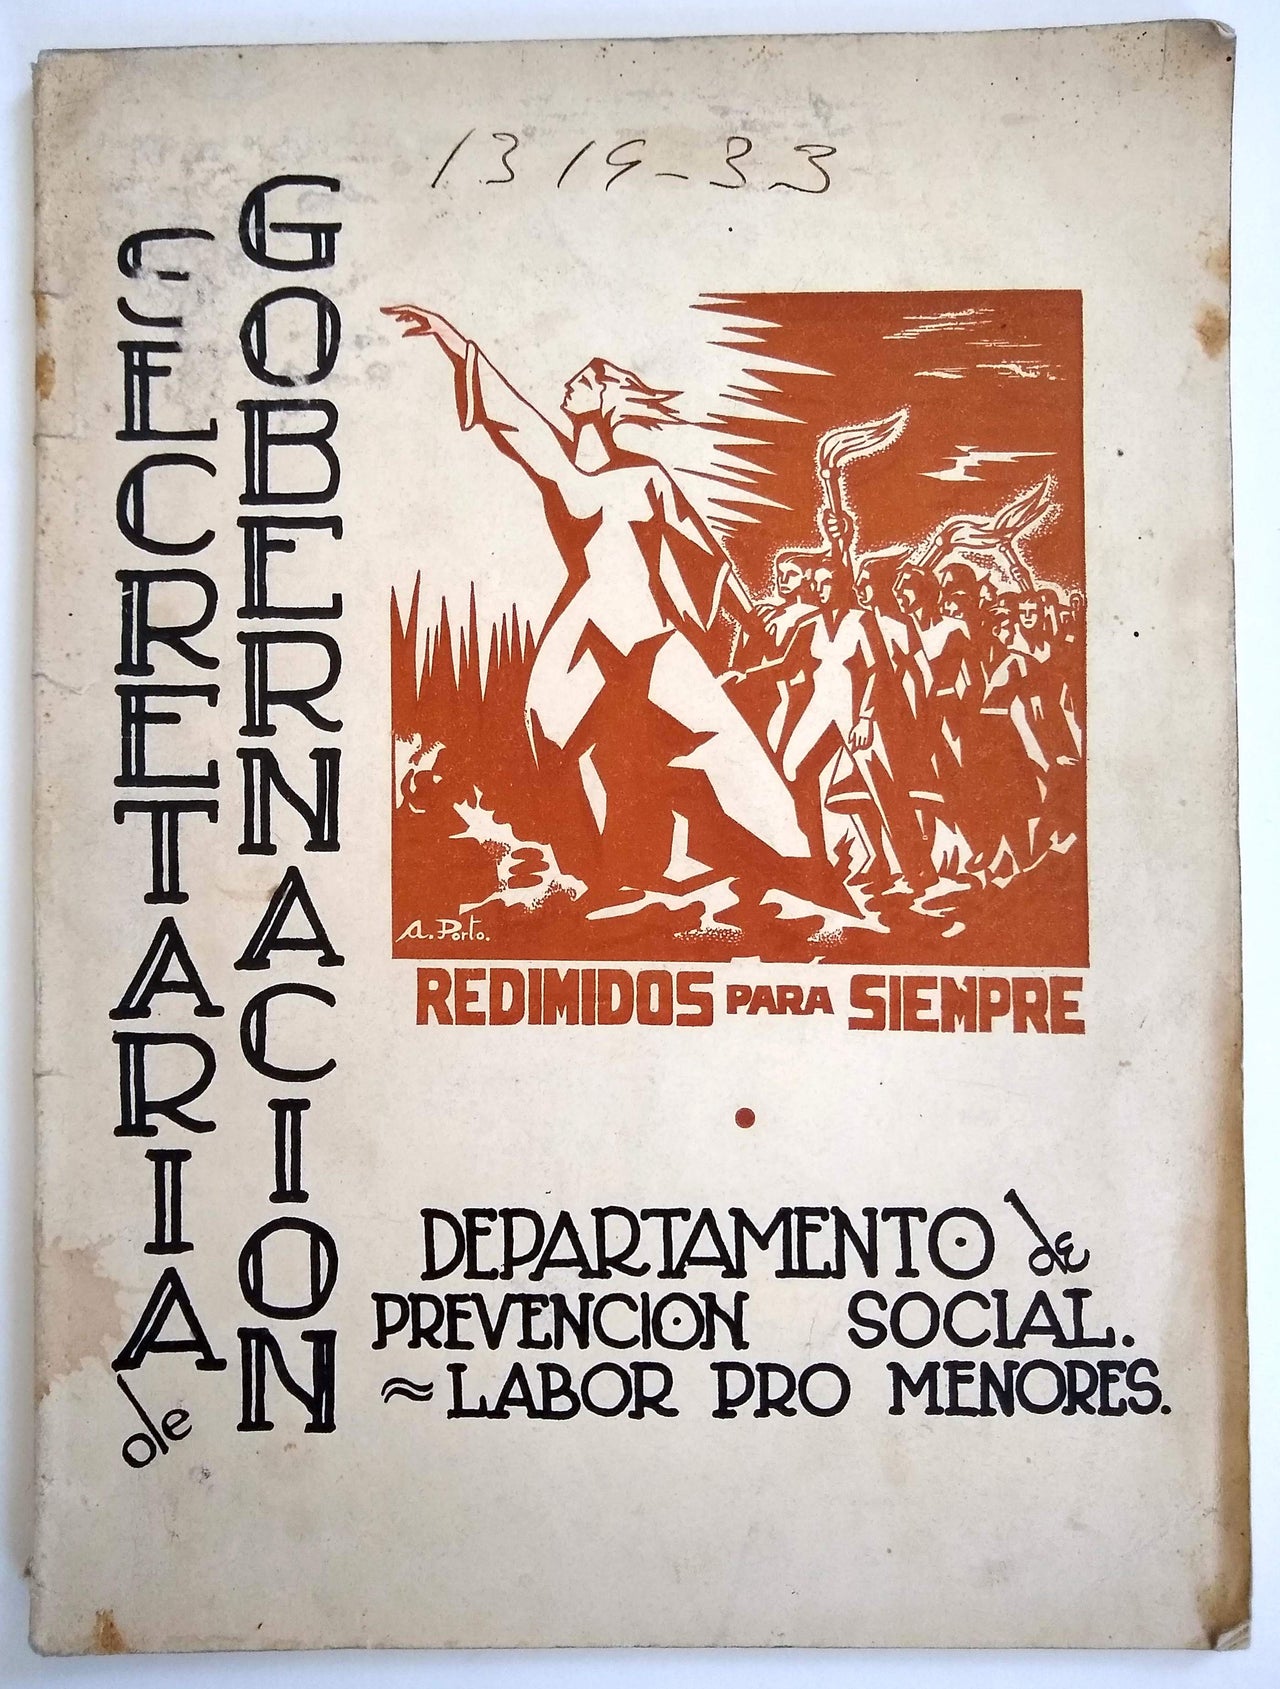 1319-33
SECRETARIA de
GOBERNACION
A. Porto.
REDIMIDOS PARA SIEMPRE
DEPARTAMENTO de
PREVENCION SOCIAL.
≈LABOR PRO MENORES.